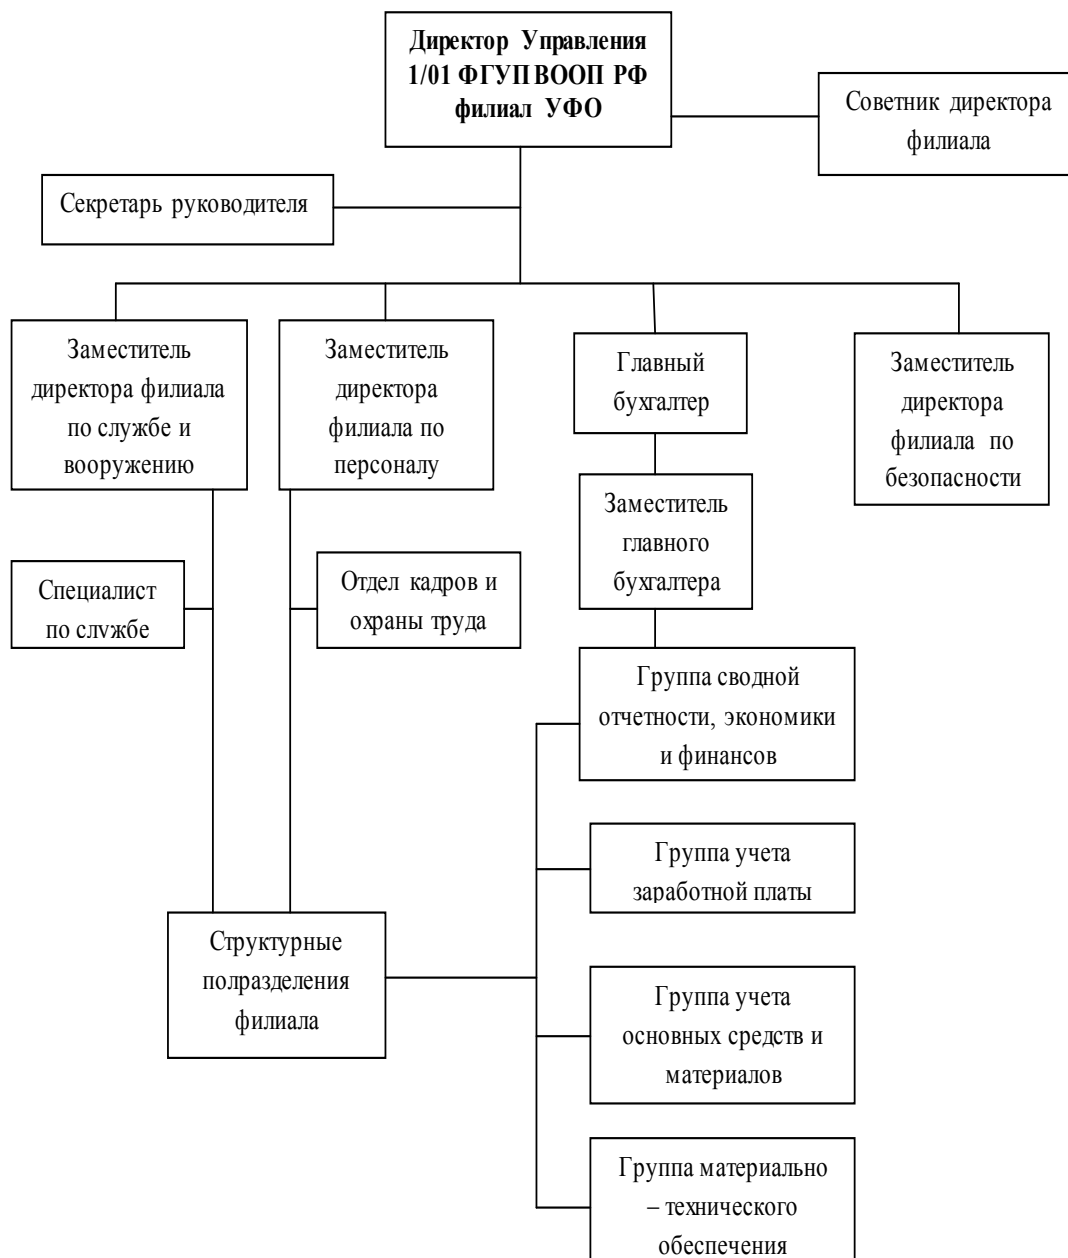 Директор Управления
1/01 ФГУП ВООП РФ
филиал УФО
Советник директора
филиала
Секретарь руководителя
Заместитель
директора филиала
по службе и
вооружению
Заместитель
директора
филиала по
персоналу
Главный
бухгалтер
Заместитель
директора
филиала по
безопасности
Заместитель
главного
бухгалтера
Специалист
по службе
Отдел кадров и
охраны труда
Группа сводной
отчетности, экономики
и финансов
Группа учета
заработной платы
Структурные
полразделения
филиала
Группа учета
основных средств и
материалов
Группа материально
– технического
обеспечения